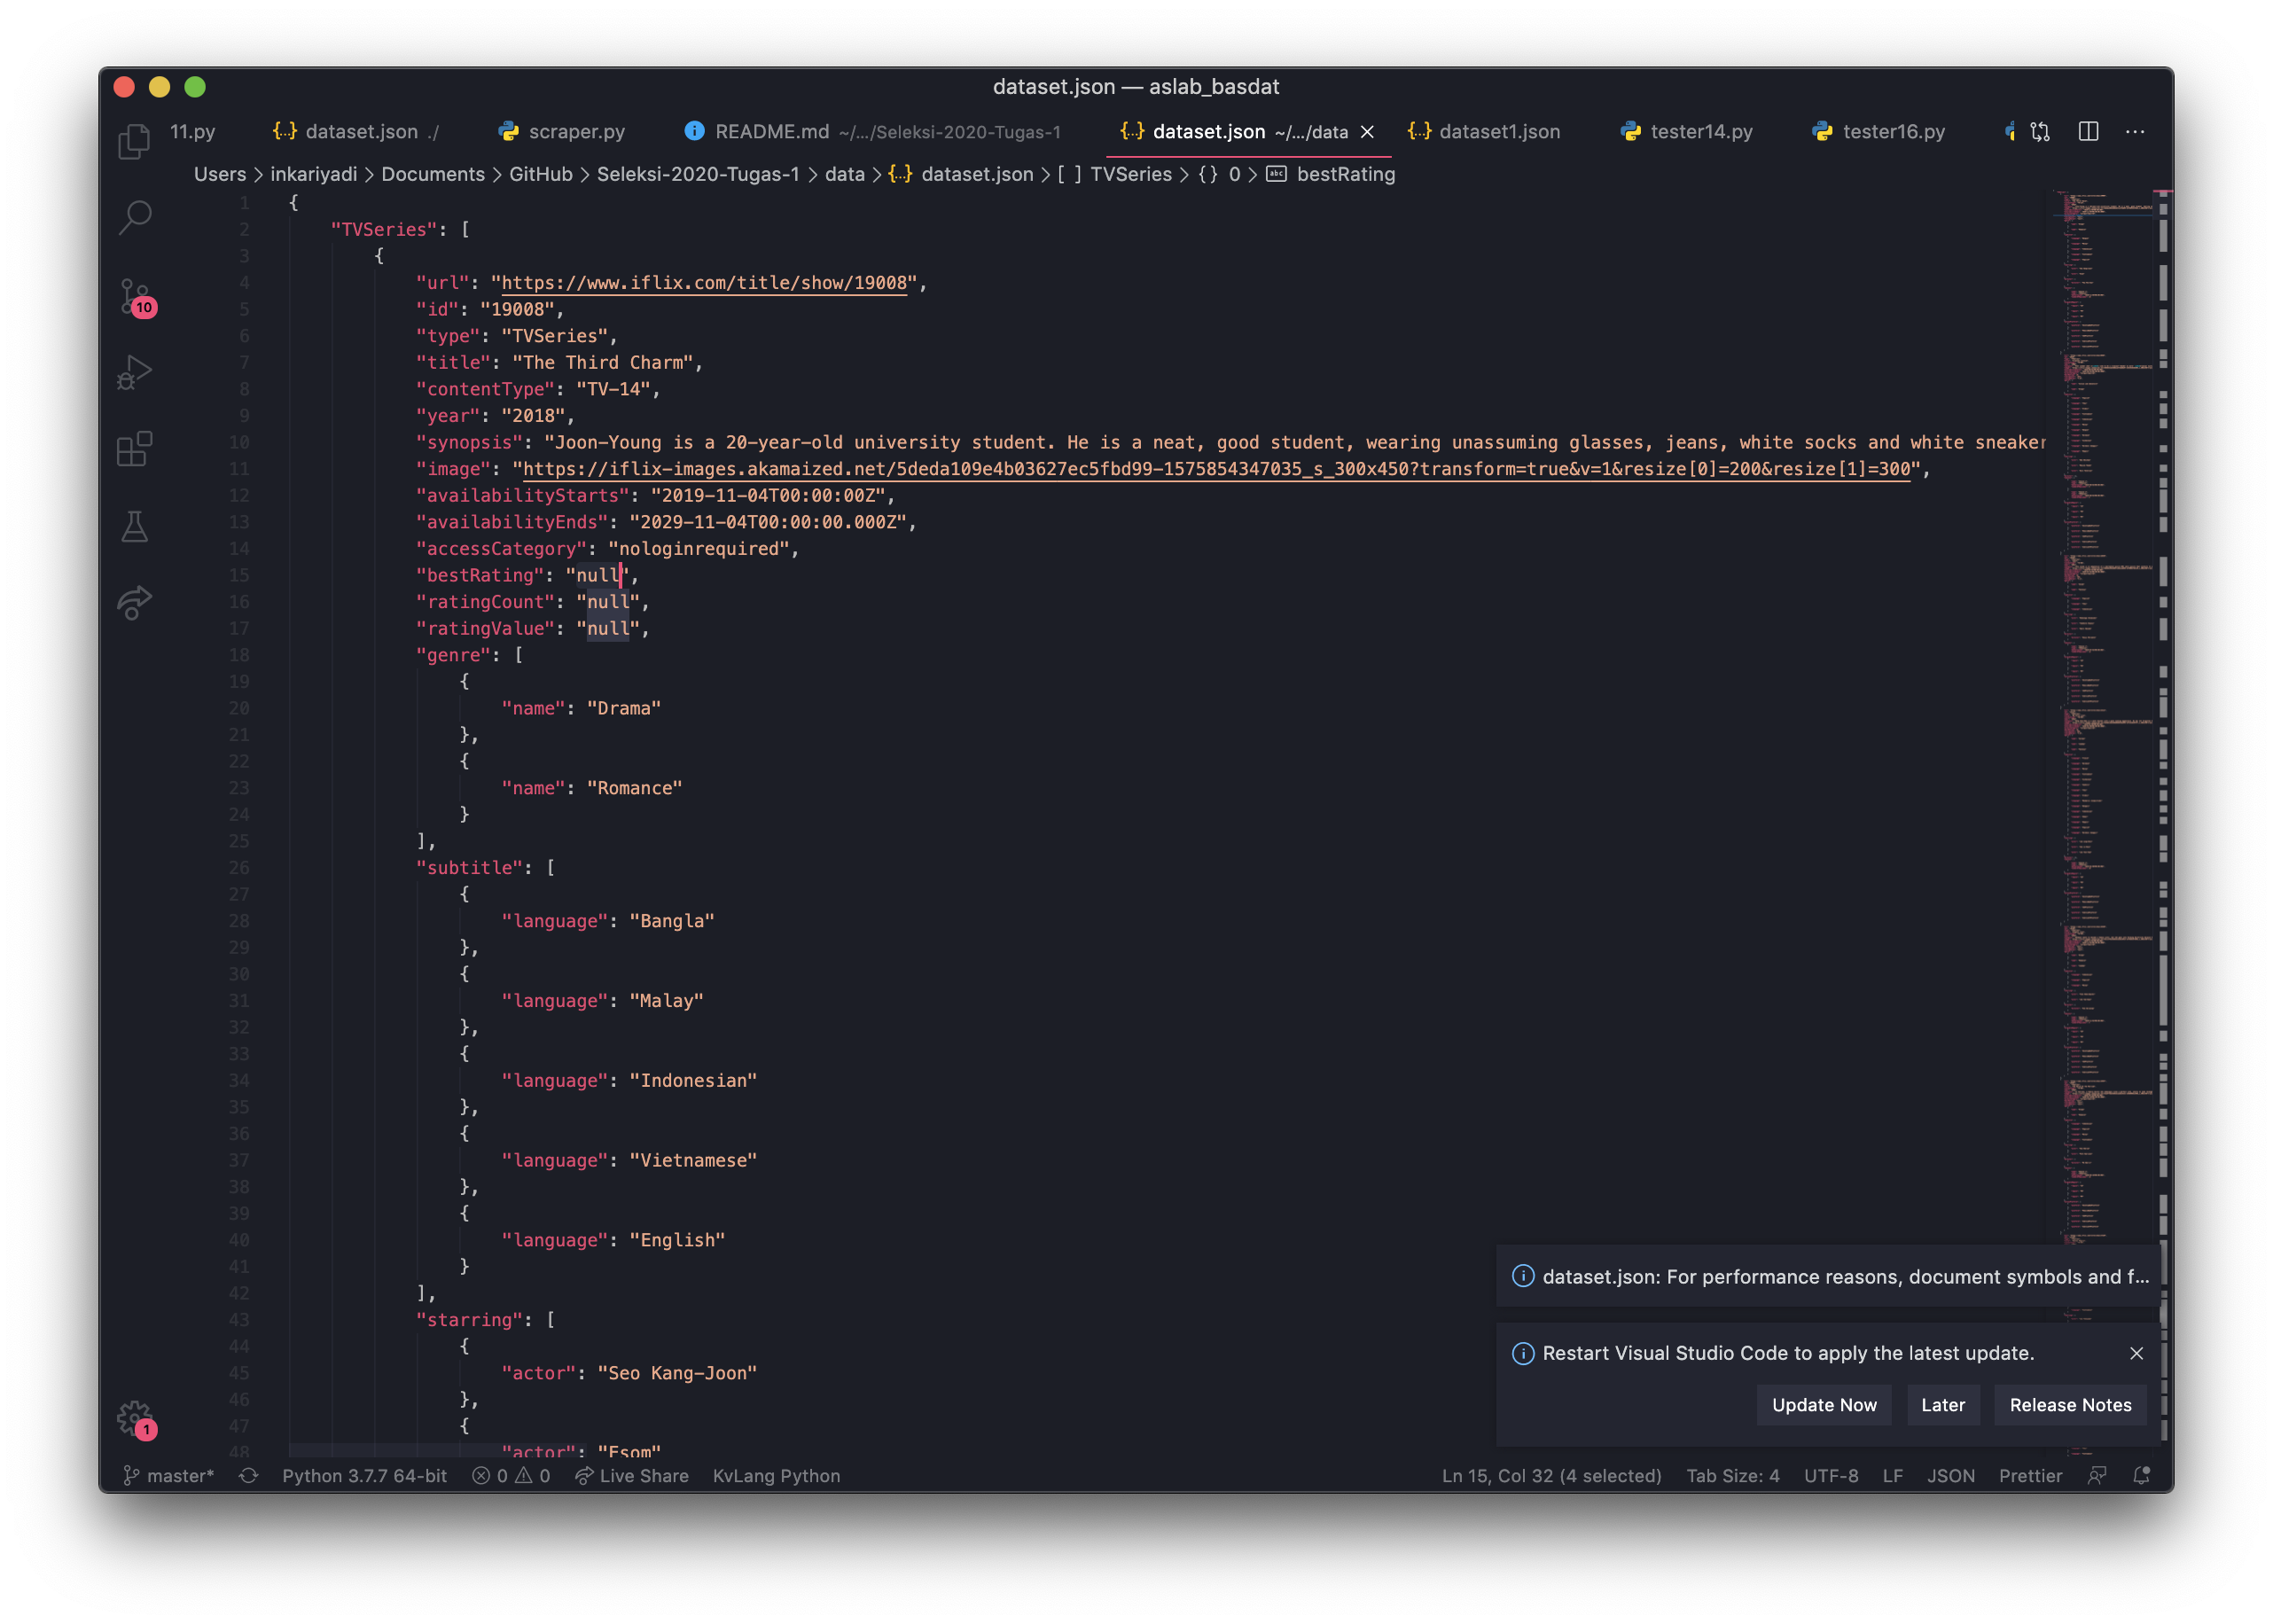 dataset.json — aslab_basdat
11.py {..} dataset.json ./ scraper.py README.md ~/.../Seleksi-2020-Tugas-1 {..} dataset.json ~/.../data {..} dataset1.json tester14.py tester16.py
Users > inkariyadi > Documents > GitHub > Seleksi-2020-Tugas-1 > data > {..} dataset.json > [ ] TVSeries > {} 0 > abc bestRating
1 {
2 "TVSeries": [
3 {
4 "url": "https://www.iflix.com/title/show/19008",
5 "id": "19008",
6 "type": "TVSeries",
7 "title": "The Third Charm",
8 "contentType": "TV-14",
9 "year": "2018",
10 "synopsis": "Joon-Young is a 20-year-old university student. He is a neat, good student, wearing unassuming glasses, jeans, white socks and white sneaker
11 "image": "https://iflix-images.akamaized.net/5deda109e4b03627ec5fbd99-1575854347035_s_300x450?transform=true&v=1&resize[0]=200&resize[1]=300",
12 "availabilityStarts": "2019-11-04T00:00:00Z",
13 "availabilityEnds": "2029-11-04T00:00:00.000Z",
14 "accessCategory": "nologinrequired",
15 "bestRating": "null",
16 "ratingCount": "null",
17 "ratingValue": "null",
18 "genre": [
19 {
20 "name": "Drama"
21 },
22 {
23 "name": "Romance"
24 }
25 ],
26 "subtitle": [
27 {
28 "language": "Bangla"
29 },
30 {
31 "language": "Malay"
32 },
33 {
34 "language": "Indonesian"
35 },
36 {
37 "language": "Vietnamese"
38 },
39 {
40 "language": "English"
41 }
42 ],
43 "starring": [
44 {
45 "actor": "Seo Kang-Joon"
46 },
47 {
48 "actor": "Esom"
10
1
dataset.json: For performance reasons, document symbols and f...
Restart Visual Studio Code to apply the latest update.
Update Now Later Release Notes
master* Python 3.7.7 64-bit 0 0 Live Share KvLang Python Ln 15, Col 32 (4 selected) Tab Size: 4 UTF-8 LF JSON Prettier